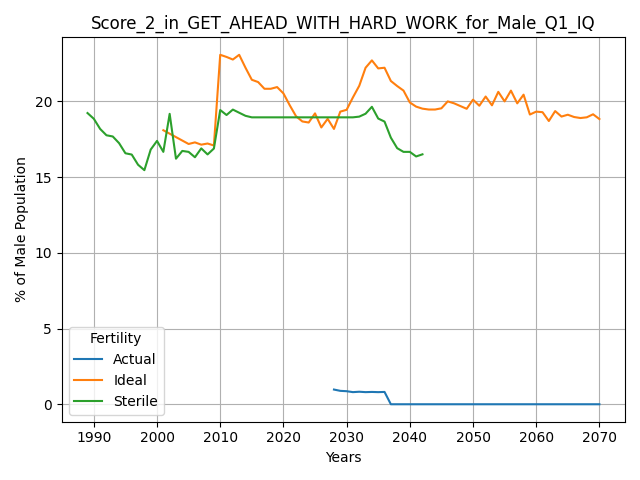 Score_2_in_GET_AHEAD_WITH_HARD_WORK_for_Male_Q1_IQ
% of Male Population
20
15
10
5
0
Fertility
Actual
Ideal
Sterile
1990 2000 2010 2020 2030 2040 2050 2060 2070
Years